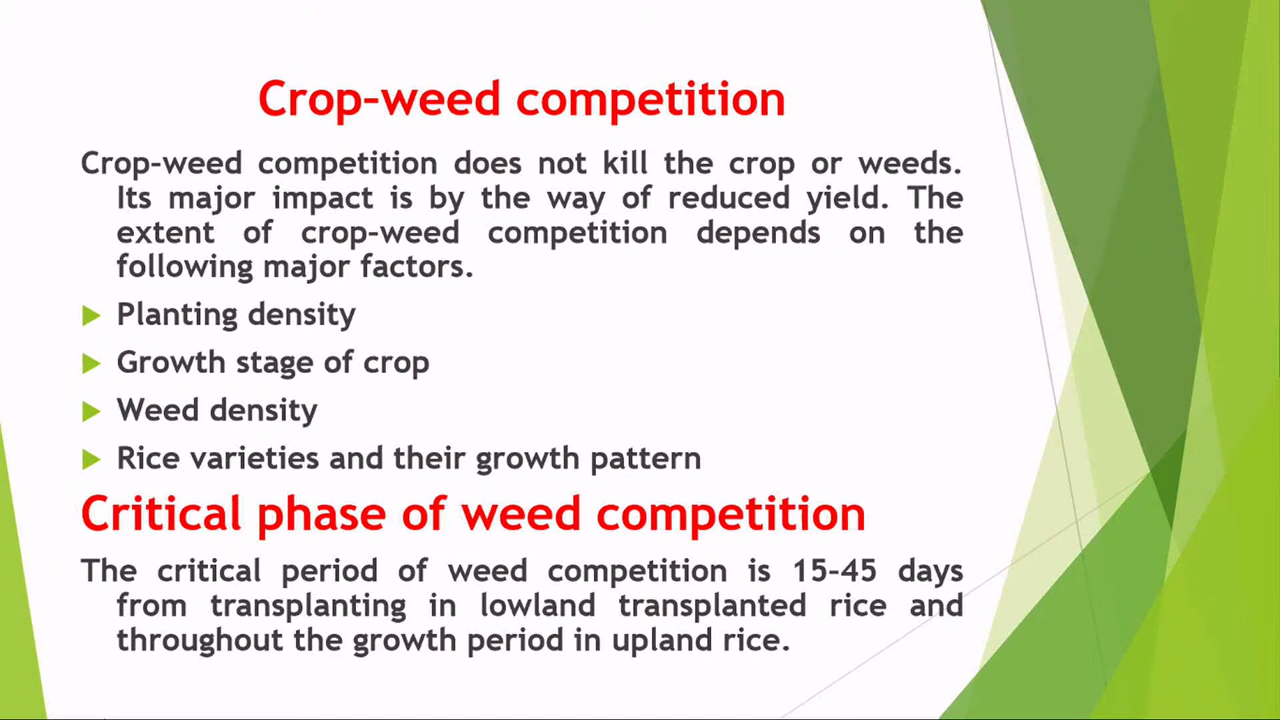 Crop-weed competition
Crop-weed competition does not kill the crop or weeds.
Its major impact is by the way of reduced yield. The
extent of crop-weed competition depends on the
following major factors.
Planting density
Growth stage of crop
Weed density
Rice varieties and their growth pattern
Critical phase of weed competition
The critical period of weed competition is 15-45 days
from transplanting in lowland transplanted rice and
throughout the growth period in upland rice.